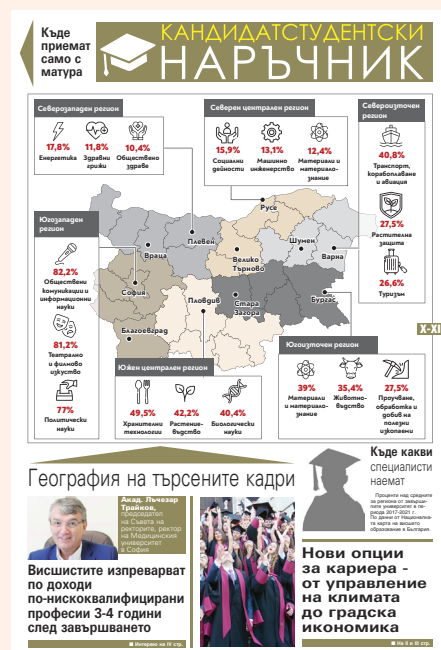 Къде
приемат
само с
матура
КАНДИДАТСТУДЕНТСКИ
НАРЪЧНИК
Северозападен регион
17,8%
Енергетика
11,8%
Здравни
грижи
10,4%
Обществено
здраве
Северен централен регион
15,9%
Социални
дейности
13,1%
Машинно
инженерство
12,4%
Материали и
материало-
знание
Североизточен
регион
40,8%
Транспорт,
корабоплаване
и авиация
27,5%
Растителна
защита
26,6%
Туризъм
Югозападен
регион
82,2%
Обществени
комуникации и
информационни
науки
81,2%
Театрално
и филмово
изкуство
77%
Политически
науки
Враца
Плевен
Русе
Велико
Търново
Шумен
Варна
София
Благоевград
Пловдив
Стара
Загора
Бургас
Южен централен регион
49,5%
Хранителни
технологии
42,2%
Растение-
въдство
40,4%
Биологически
науки
Югоизточен регион
39%
Материали
и материало-
знание
35,4%
Животно-
въдство
27,5%
Проучване,
обработка и
добив на
полезни
изкопаеми
X-XI
География на търсените кадри
Къде какви
специалисти
наемат
Проценти над средните
за региона от завърши-
лите университет в пе-
риода 2017-2021 г.
По данни от Национал-
та карта на висшето
образование в България.
Акад. Лъчезар
Трайков,
председател
на Съвета на
ректорите, ректор
на Медицинския
университет
в София
Висшистите изпреварват
по доходи
по-нискоквалифицирани
професии 3-4 години
след завършването
■ Интервю на IV стр.
Нови опции
за кариера -
от управление
на климата
до градска
икономика
■ На II и III стр.